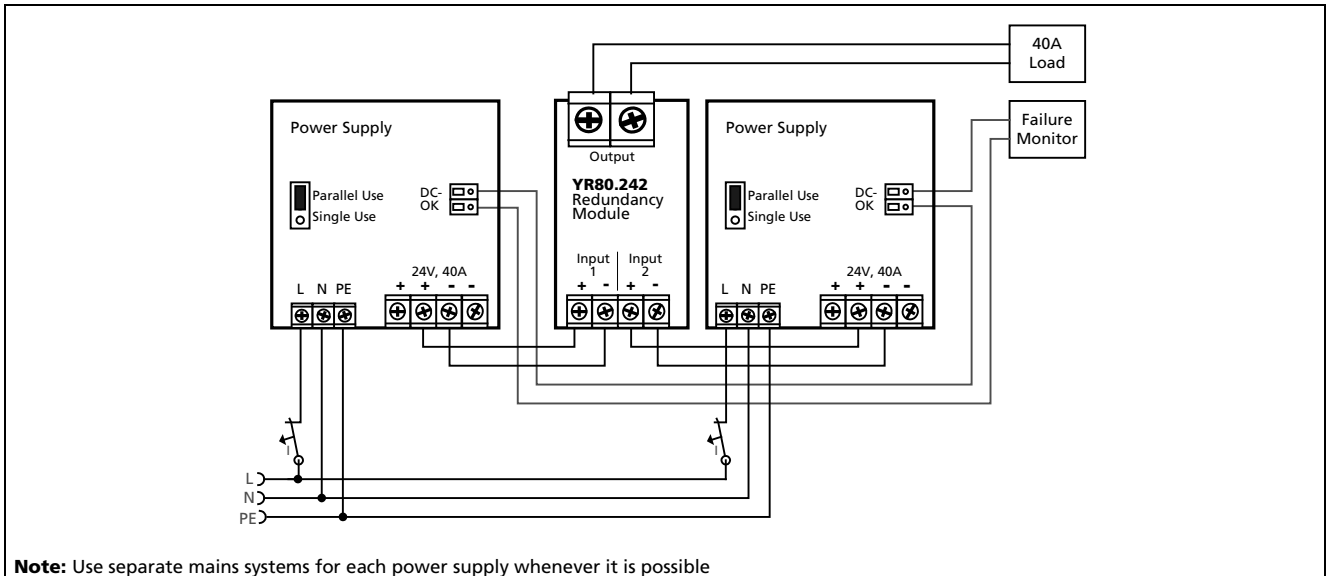 40A
Load
Power Supply
Parallel Use
Single Use
DC-
OK
24V, 40A
+ + - -
L N PE
Output
YR80.242
Redundancy
Module
Input
1
Input
2
+ - + -
Power Supply
Parallel Use
Single Use
DC-
OK
24V, 40A
+ + - -
L N PE
Failure
Monitor
I
I
L
N
PE
Note: Use separate mains systems for each power supply whenever it is possible